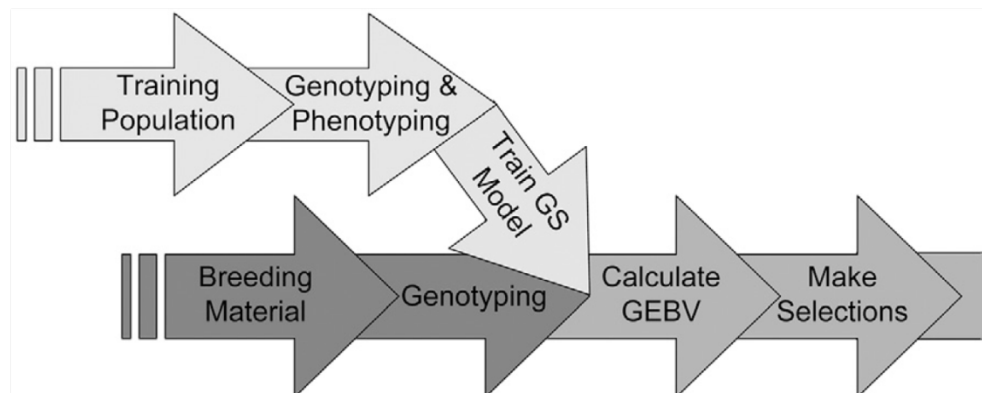 Training
Population
Genotyping &
Phenotyping
Train GS
Model
Breeding
Material
Genotyping
Calculate
GEBV
Make
Selections